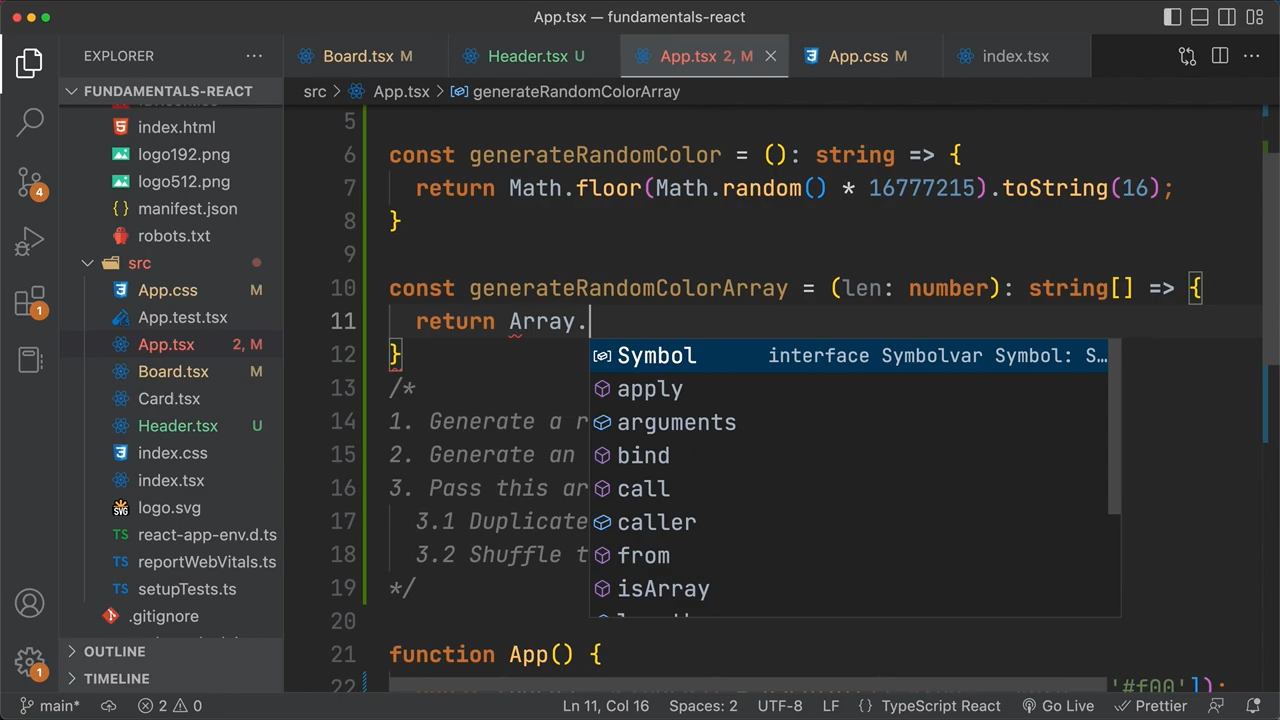 App.tsx — fundamentals-react
EXPLORER
FUNDAMENTALS-REACT
index.html
logo192.png
logo512.png
manifest.json
robots.txt
src
App.css M
App.test.tsx
App.tsx 2, M
Board.tsx M
Card.tsx
Header.tsx U
index.css
index.tsx
logo.svg
react-app-env.d.ts
reportWebVitals.ts
setupTests.ts
.gitignore
OUTLINE
TIMELINE
4
1
1
Board.tsx M
Header.tsx U
App.tsx 2, M
App.css M
index.tsx
src > App.tsx > generateRandomColorArray
5
6 const generateRandomColor = (): string => {
7 return Math.floor(Math.random() * 16777215).toString(16);
8 }
9
10 const generateRandomColorArray = (len: number): string[] => {
11 return Array.
12 }
13 /*
14 1. Generate a r
15 2. Generate an
16 3. Pass this ar
17 3.1 Duplicate
18 3.2 Shuffle t
19 */
20
21 function App() {
22 '#f00']);
Symbol interface Symbolvar Symbol: S…
apply
arguments
bind
call
caller
from
isArray
main* 2 0 Ln 11, Col 16 Spaces: 2 UTF-8 LF {} TypeScript React Go Live Prettier